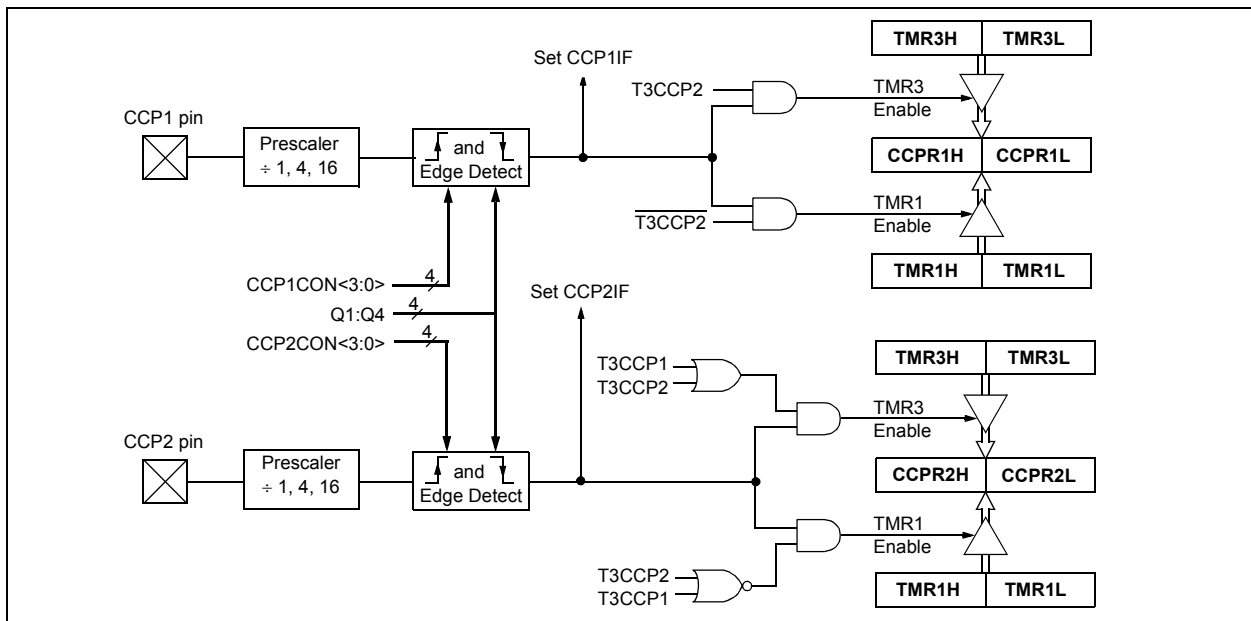 TMR3H TMR3L
Set CCP1IF
T3CCP2
TMR3
Enable
CCP1 pin
Prescaler
÷ 1, 4, 16
and
Edge Detect
CCPR1H CCPR1L
T3CCP2
TMR1
Enable
TMR1H TMR1L
CCP1CON<3:0> 4
Q1:Q4 4
CCP2CON<3:0> 4
Set CCP2IF
TMR3H TMR3L
T3CCP1
T3CCP2
TMR3
Enable
CCP2 pin
Prescaler
÷ 1, 4, 16
and
Edge Detect
CCPR2H CCPR2L
TMR1
Enable
T3CCP2
T3CCP1
TMR1H TMR1L